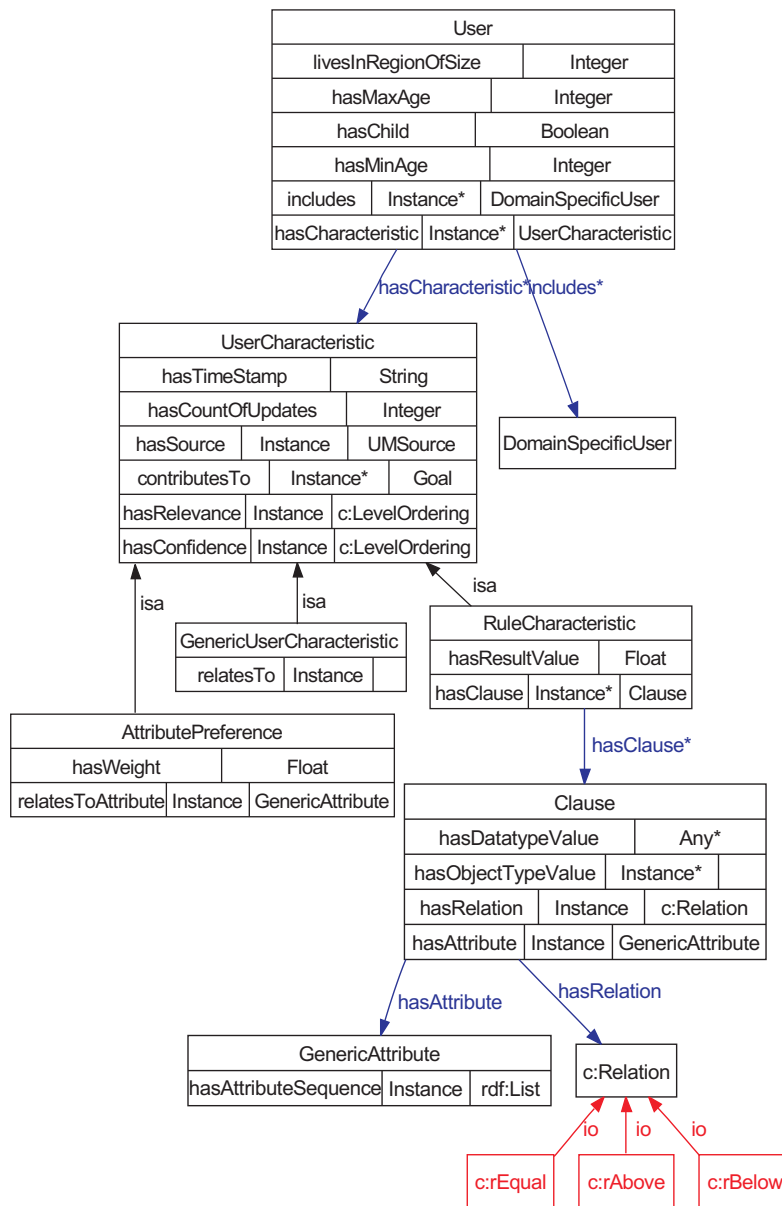 User
livesInRegionOfSize Integer
hasMaxAge Integer
hasChild Boolean
hasMinAge Integer
includes Instance* DomainSpecificUser
hasCharacteristic Instance* UserCharacteristic
hasCharacteristic* includes*
UserCharacteristic
hasTimeStamp String
hasCountOfUpdates Integer
hasSource Instance UMSource
contributesTo Instance* Goal
hasRelevance Instance c:LevelOrdering
hasConfidence Instance c:LevelOrdering
DomainSpecificUser
isa
isa
isa
GenericUserCharacteristic
relatesTo Instance
RuleCharacteristic
hasResultValue Float
hasClause Instance* Clause
AttributePreference
hasWeight Float
relatesToAttribute Instance GenericAttribute
hasClause*
Clause
hasDatatypeValue Any*
hasObjectTypeValue Instance*
hasRelation Instance c:Relation
hasAttribute Instance GenericAttribute
hasAttribute
hasRelation
GenericAttribute
hasAttributeSequence Instance rdf:List
c:Relation
io io io
c:rEqual c:rAbove c:rBelow